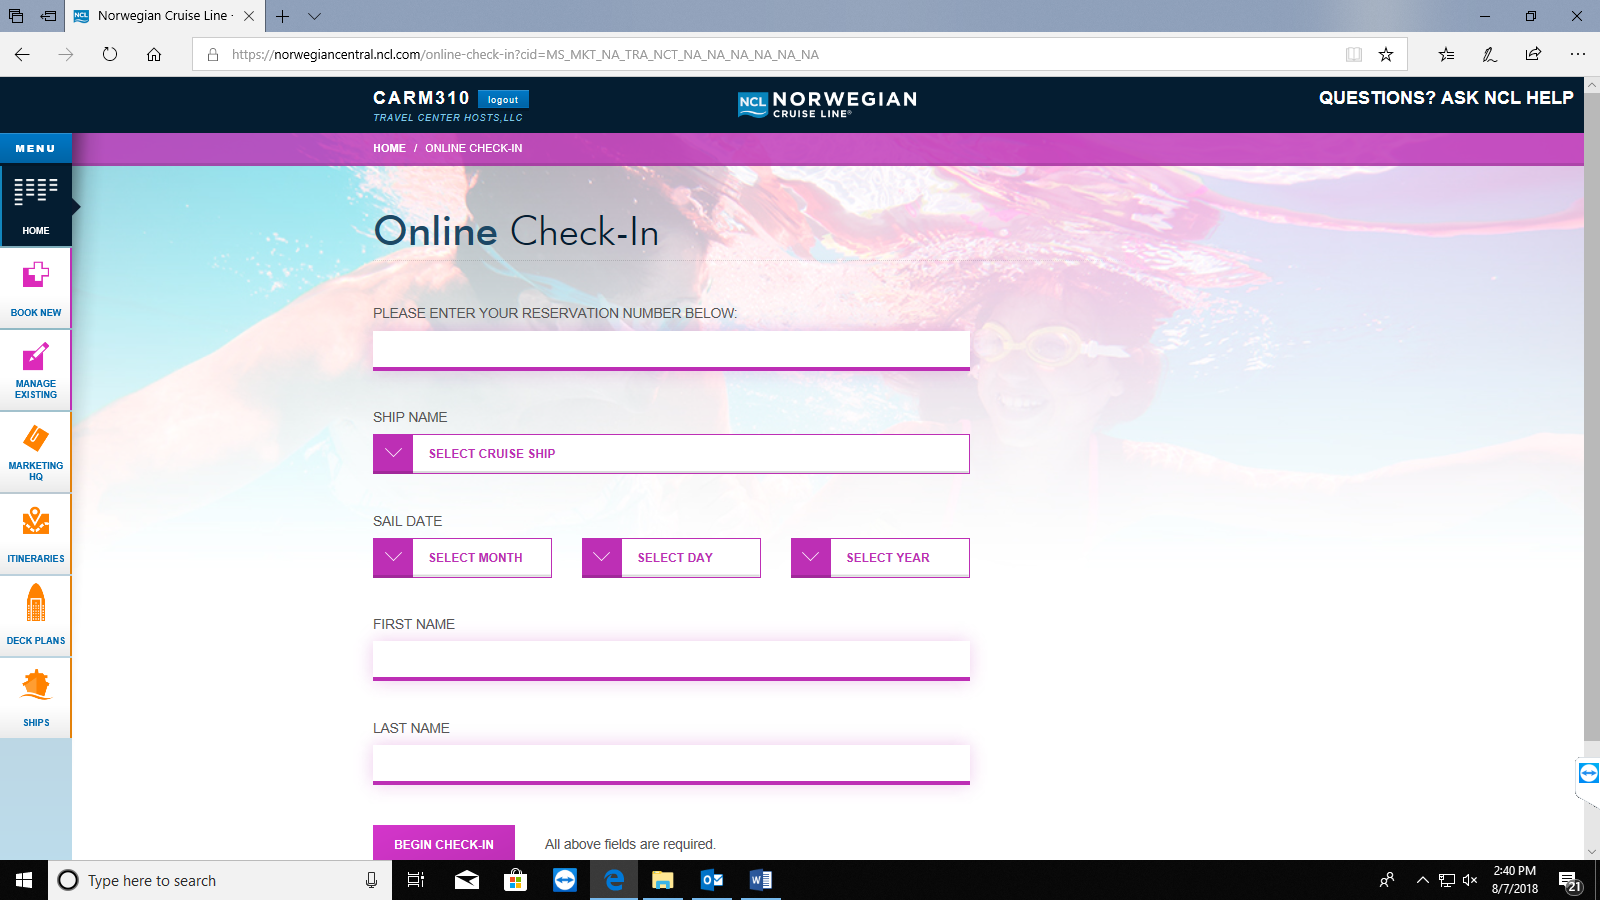 NCL Norwegian Cruise Line -
https://norwegiancentral.ncl.com/online-check-in?cid=MS_MKT_NA_TRA_NCT_NA_NA_NA_NA_NA_NA
CARM310 logout
TRAVEL CENTER HOSTS,LLC
NCL NORWEGIAN
CRUISE LINE®
QUESTIONS? ASK NCL HELP
MENU
HOME / ONLINE CHECK-IN
HOME
BOOK NEW
MANAGE
EXISTING
MARKETING
HQ
ITINERARIES
DECK PLANS
SHIPS
Online Check-In
PLEASE ENTER YOUR RESERVATION NUMBER BELOW:
SHIP NAME
SELECT CRUISE SHIP
SAIL DATE
SELECT MONTH SELECT DAY SELECT YEAR
FIRST NAME
LAST NAME
BEGIN CHECK-IN All above fields are required.
Type here to search
2:40 PM
8/7/2018
21